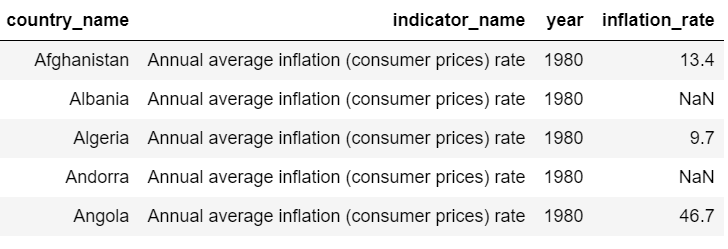 country_name indicator_name year inflation_rate
Afghanistan Annual average inflation (consumer prices) rate 1980 13.4
Albania Annual average inflation (consumer prices) rate 1980 NaN
Algeria Annual average inflation (consumer prices) rate 1980 9.7
Andorra Annual average inflation (consumer prices) rate 1980 NaN
Angola Annual average inflation (consumer prices) rate 1980 46.7